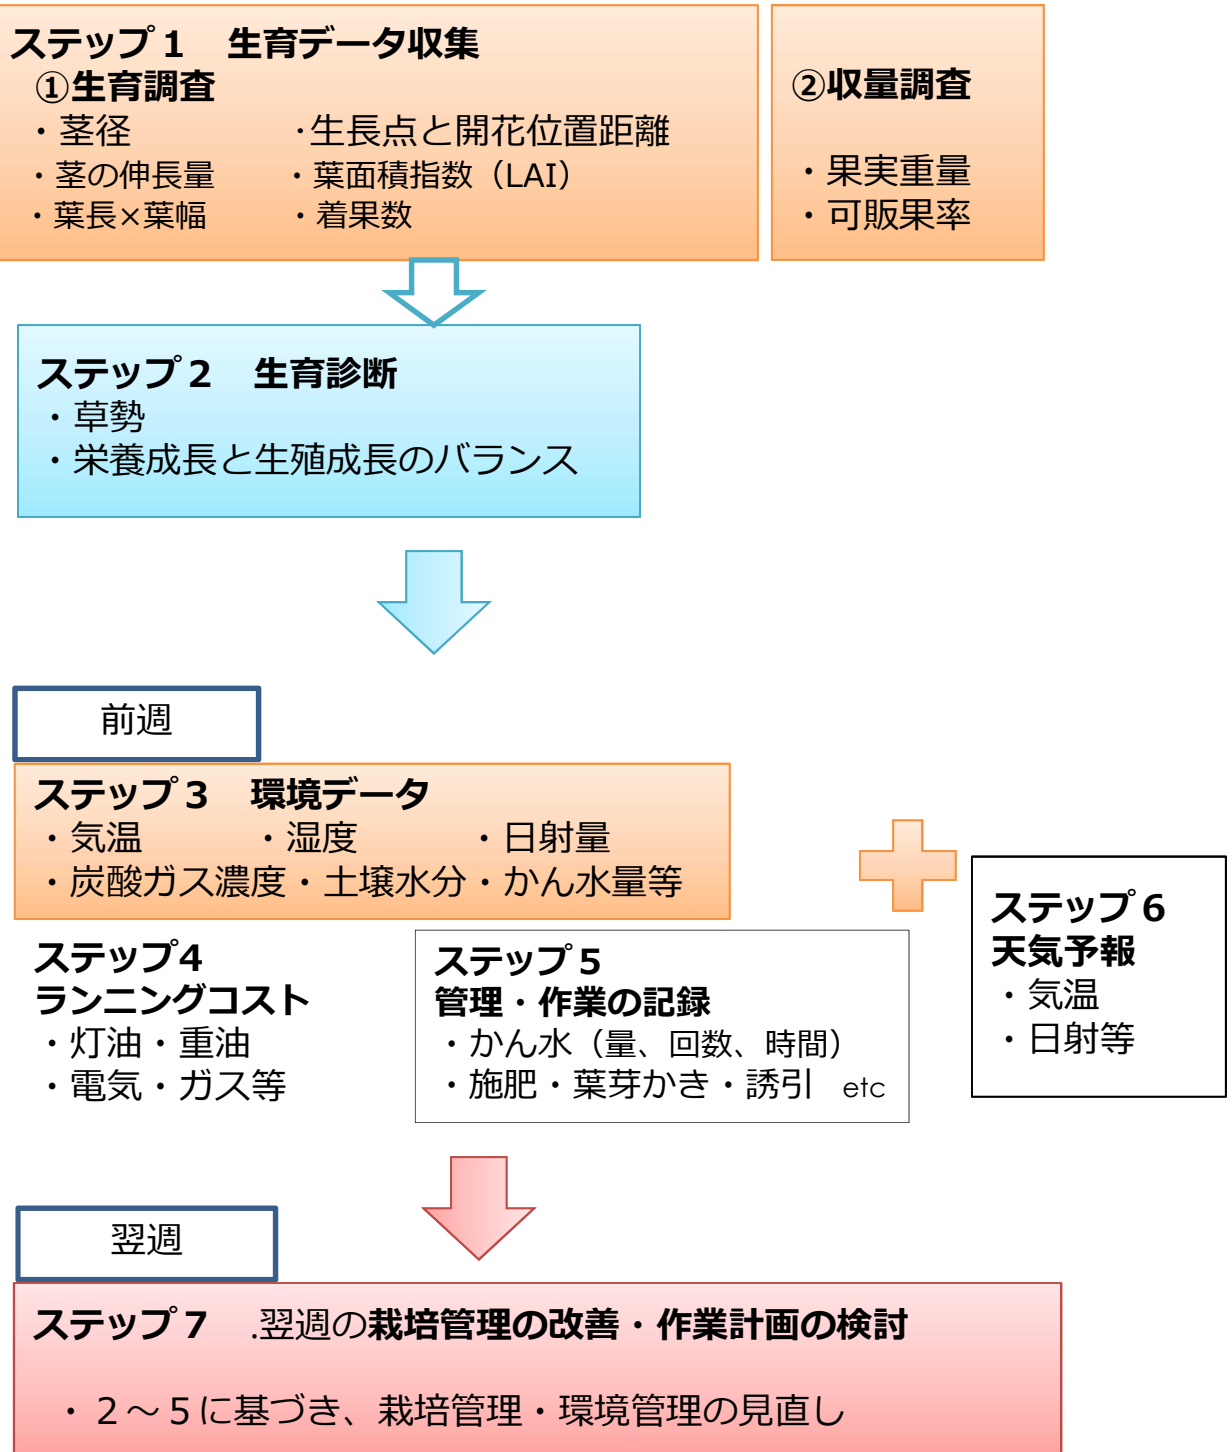 ステップ１　生育データ収集
①生育調査
・茎径　・生長点と開花位置距離
・茎の伸長量　・葉面積指数（LAI）
・葉長×葉幅　・着果数
②収量調査
・果実重量
・可販果率
ステップ２　生育診断
・草勢
・栄養成長と生殖成長のバランス
前週
ステップ３　環境データ
・気温　・湿度　・日射量
・炭酸ガス濃度・土壌水分・かん水量等
ステップ4
ランニングコスト
・灯油・重油
・電気・ガス等
ステップ５
管理・作業の記録
・かん水（量、回数、時間）
・施肥・葉芽かき・誘引　etc
ステップ６
天気予報
・気温
・日射等
翌週
ステップ７　.翌週の栽培管理の改善・作業計画の検討
・２～５に基づき、栽培管理・環境管理の見直し